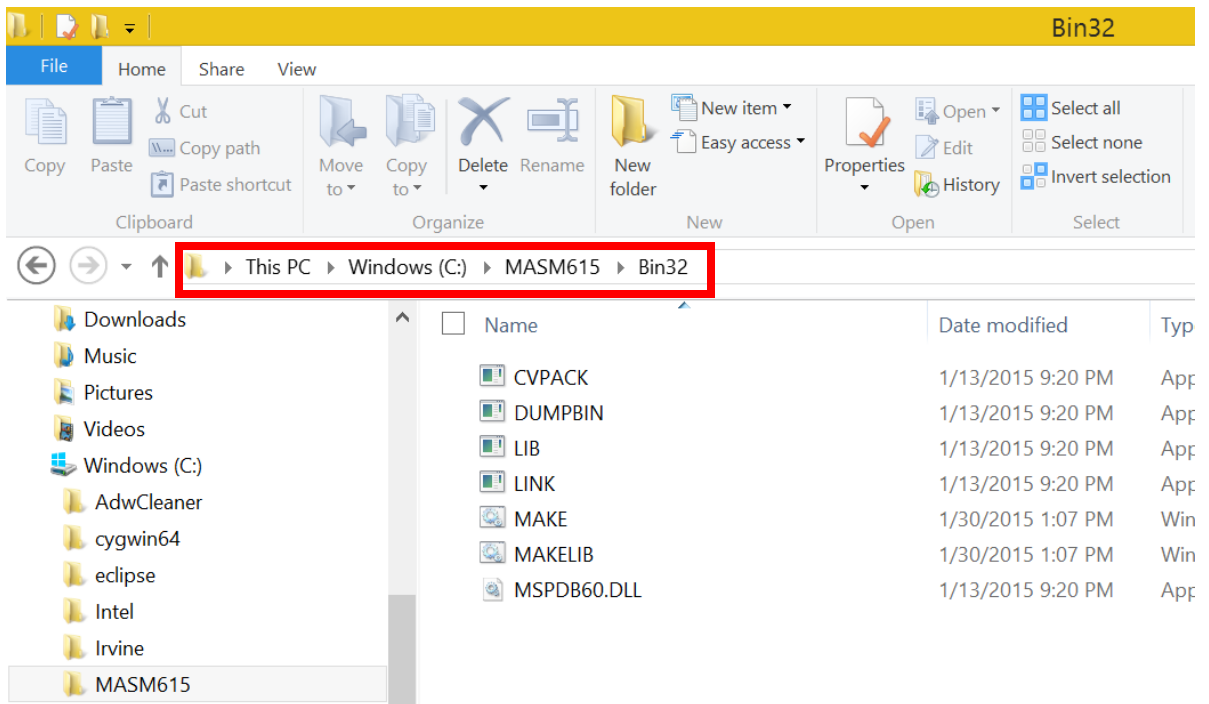 Bin32
File Home Share View
Copy
Paste
Cut
Copy path
Paste shortcut
Clipboard
Move to
Copy to
Delete
Rename
Organize
New folder
New item
Easy access
New
Properties
Open
Edit
History
Open
Select all
Select none
Invert selection
Select
This PC Windows (C:) MASM615 Bin32
Downloads
Music
Pictures
Videos
Windows (C:)
AdwCleaner
cygwin64
eclipse
Intel
Irvine
MASM615
Name Date modified Typ
CVPACK 1/13/2015 9:20 PM App
DUMPBIN 1/13/2015 9:20 PM App
LIB 1/13/2015 9:20 PM App
LINK 1/13/2015 9:20 PM App
MAKE 1/30/2015 1:07 PM Win
MAKELIB 1/30/2015 1:07 PM Win
MSPDB60.DLL 1/13/2015 9:20 PM App